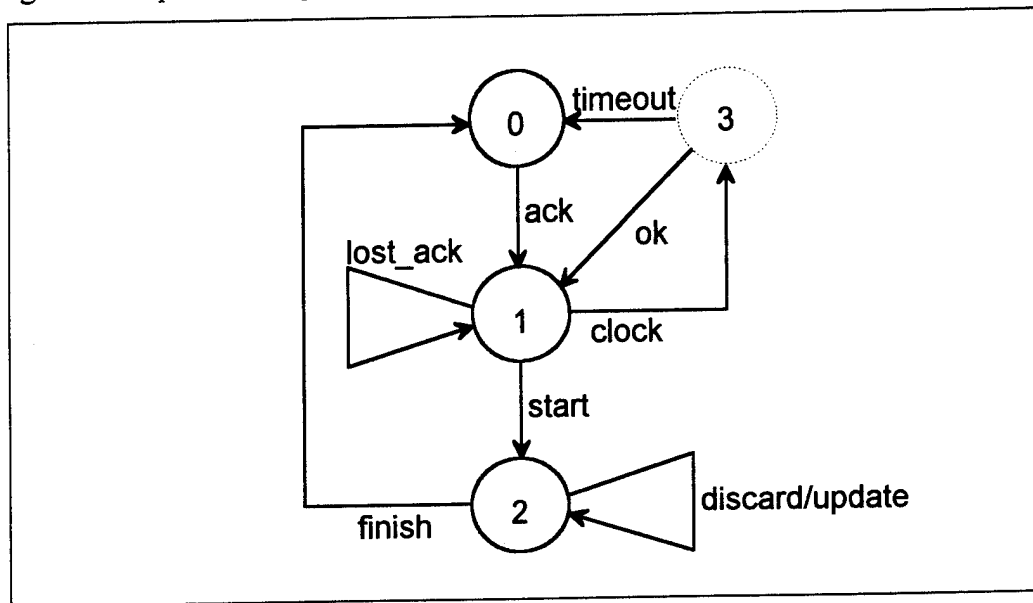 timeout
0
3
ack
ok
lost_ack
1
clock
start
2
discard/update
finish